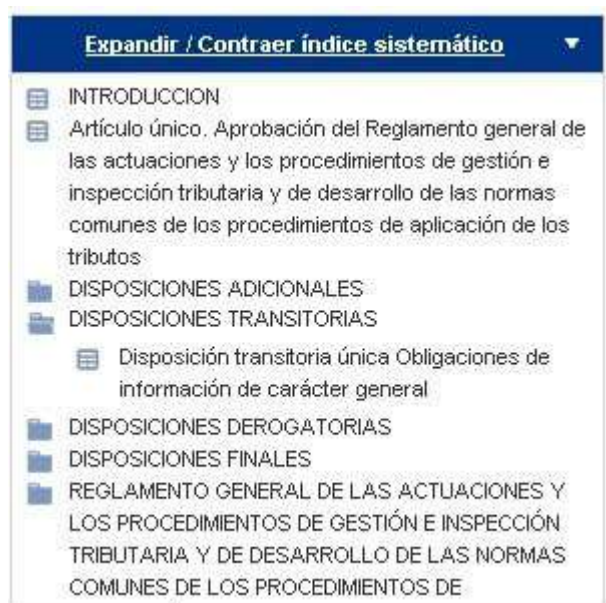 Expandir / Contraer índice sistemático
INTRODUCCION
Artículo único. Aprobación del Reglamento general de
las actuaciones y los procedimientos de gestión e
inspección tributaria y de desarrollo de las normas
comunes de los procedimientos de aplicación de los
tributos
DISPOSICIONES ADICIONALES
DISPOSICIONES TRANSITORIAS
Disposición transitoria única Obligaciones de
información de carácter general
DISPOSICIONES DEROGATORIAS
DISPOSICIONES FINALES
REGLAMENTO GENERAL DE LAS ACTUACIONES Y
LOS PROCEDIMIENTOS DE GESTIÓN E INSPECCIÓN
TRIBUTARIA Y DE DESARROLLO DE LAS NORMAS
COMUNES DE LOS PROCEDIMIENTOS DE